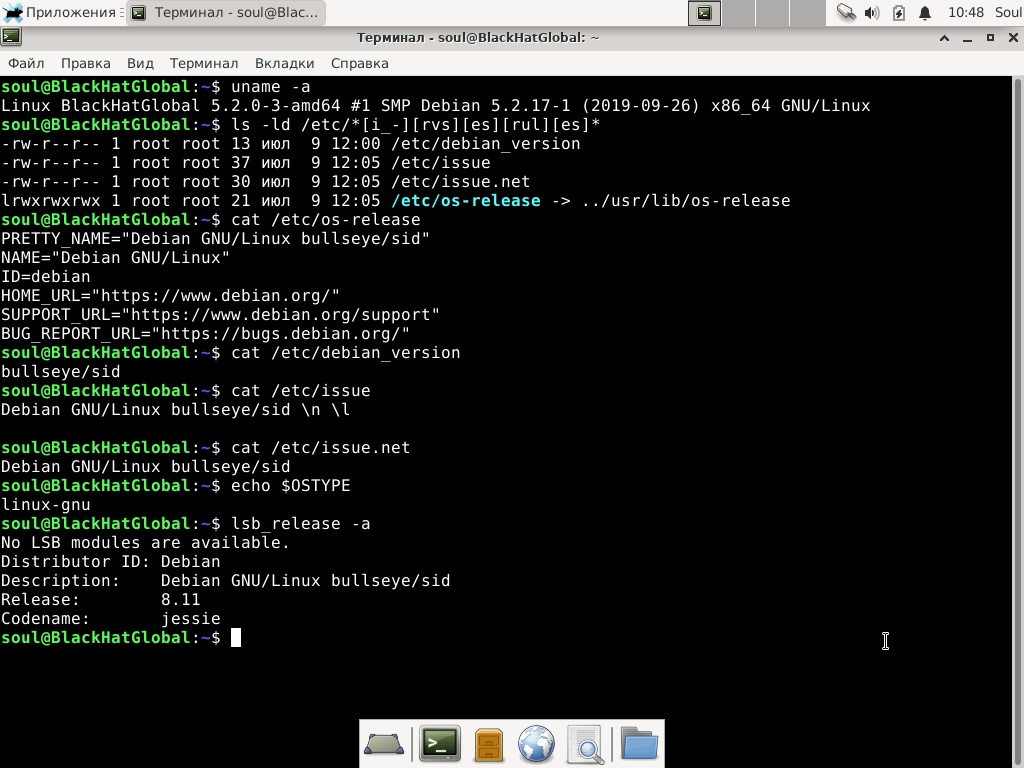 Приложения
Терминал - soul@Blac...
10:48
Soul
Терминал - soul@BlackHatGlobal: ~
Файл Правка Вид Терминал Вкладки Справка
soul@BlackHatGlobal:~$ uname -a
Linux BlackHatGlobal 5.2.0-3-amd64 #1 SMP Debian 5.2.17-1 (2019-09-26) x86_64 GNU/Linux
soul@BlackHatGlobal:~$ ls -ld /etc/*[i_-][rvs][es][rul][es]*
-rw-r--r-- 1 root root 13 июл  9 12:00 /etc/debian_version
-rw-r--r-- 1 root root 37 июл  9 12:05 /etc/issue
-rw-r--r-- 1 root root 30 июл  9 12:05 /etc/issue.net
lrwxrwxrwx 1 root root 21 июл  9 12:05 /etc/os-release -> ../usr/lib/os-release
soul@BlackHatGlobal:~$ cat /etc/os-release
PRETTY_NAME="Debian GNU/Linux bullseye/sid"
NAME="Debian GNU/Linux"
ID=debian
HOME_URL="https://www.debian.org/"
SUPPORT_URL="https://www.debian.org/support"
BUG_REPORT_URL="https://bugs.debian.org/"
soul@BlackHatGlobal:~$ cat /etc/debian_version
bullseye/sid
soul@BlackHatGlobal:~$ cat /etc/issue
Debian GNU/Linux bullseye/sid \n \l
soul@BlackHatGlobal:~$ cat /etc/issue.net
Debian GNU/Linux bullseye/sid
soul@BlackHatGlobal:~$ echo $OSTYPE
linux-gnu
soul@BlackHatGlobal:~$ lsb_release -a
No LSB modules are available.
Distributor ID: Debian
Description:    Debian GNU/Linux bullseye/sid
Release:        8.11
Codename:       jessie
soul@BlackHatGlobal:~$